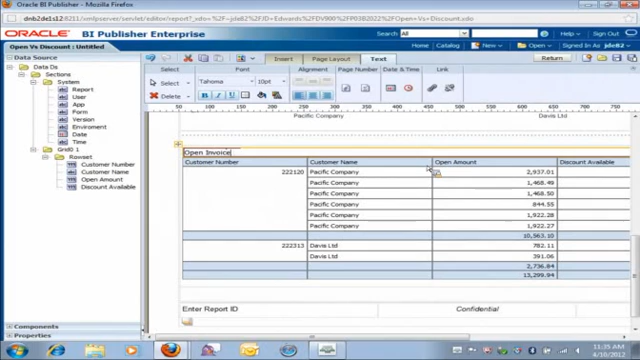 Oracle BI Publisher Enterprise - Mozilla Firefox
ORACLE BI Publisher Enterprise
Search All
Help Sign Out
Open Vs Discount : Untitled
Home Catalog New Open Signed In As jde82
Data Source
Insert Page Layout Text
Return
Select Font Alignment Page Number Date & Time Link
Select
Delete
Tahoma 10pt
Data Ds
Sections
System
Report
User
App
Form
Version
Enviroment
Date
Time
Grid0 1
Rowset
Customer Number
Customer Name
Open Amount
Discount Available
Components
Properties
Pacific Company Davis Ltd
Open Invoice
Customer Number Customer Name Open Amount Discount Available
222120 Pacific Company 2,937.01
Pacific Company 1,468.49
Pacific Company 1,468.50
Pacific Company 844.55
Pacific Company 1,922.28
Pacific Company 1,922.27
10,563.10
222313 Davis Ltd 782.11
Davis Ltd 391.06
2,736.84
13,299.94
Enter Report ID Confidential
11:35 AM
4/10/2012